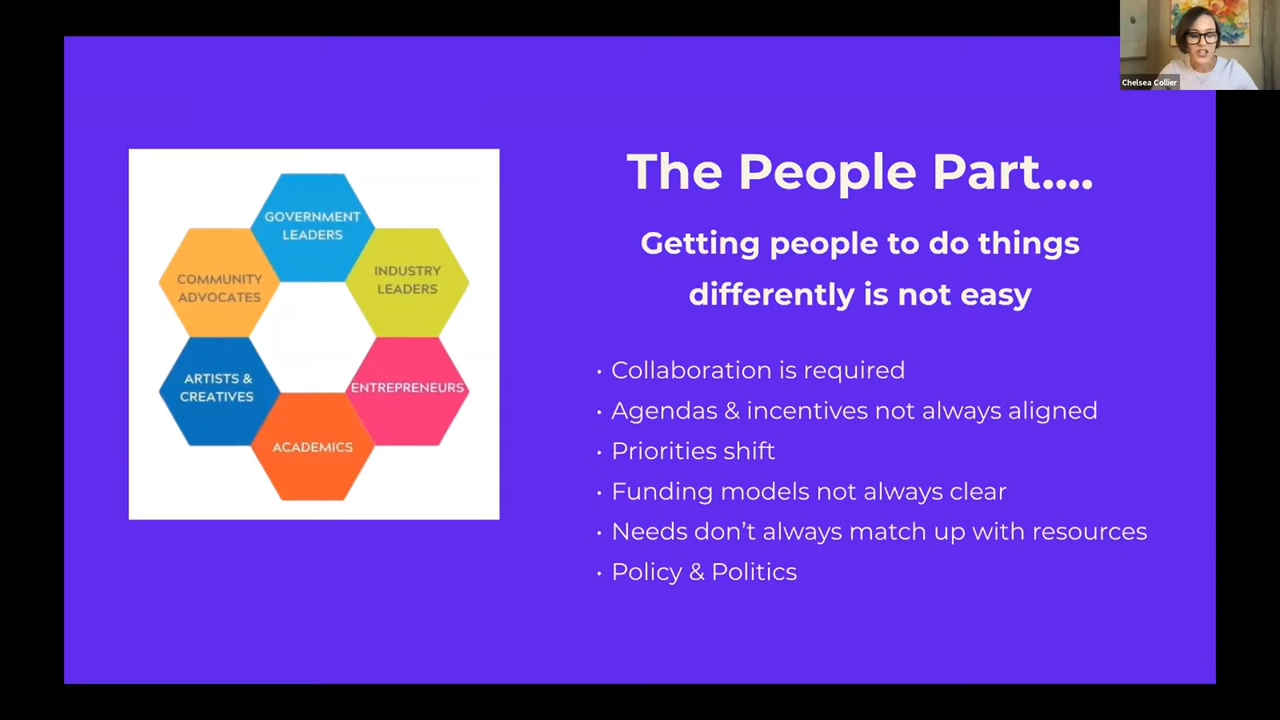 Chelsea Collier
The People Part....
Getting people to do things
differently is not easy
GOVERNMENT
LEADERS
INDUSTRY
LEADERS
COMMUNITY
ADVOCATES
ENTREPRENEURS
ARTISTS &
CREATIVES
ACADEMICS
• Collaboration is required
• Agendas & incentives not always aligned
• Priorities shift
• Funding models not always clear
• Needs don’t always match up with resources
• Policy & Politics